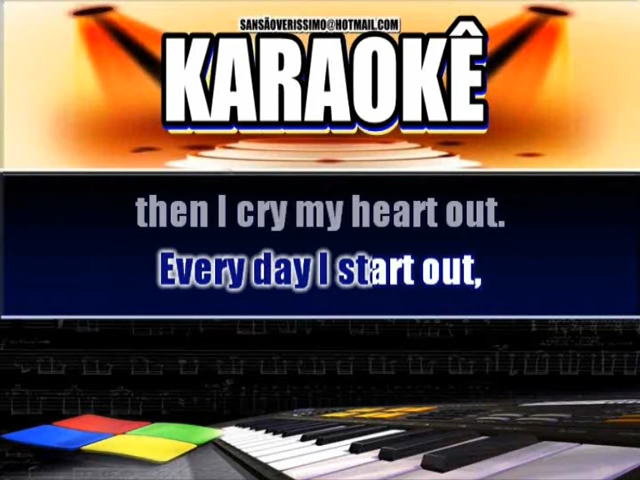 SANSÃOVERISSIMO@HOTMAIL.COM
KARAOKÊ
then I cry my heart out.
Every day I start out,